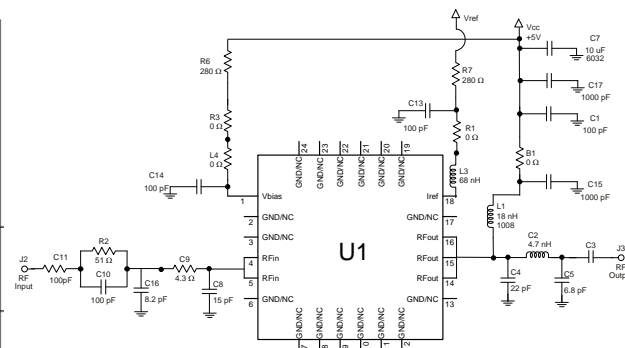 Vref
Vcc
+5V
C7
10 uF
6032
R6
280 Ω
R7
280 Ω
C17
1000 pF
C13
100 pF
C1
100 pF
R3
0 Ω
R1
0 Ω
L4
0 Ω
B1
0 Ω
24
23
22
21
20
19
GND/NC
GND/NC
GND/NC
GND/NC
GND/NC
GND/NC
C14
100 pF
L3
68 nH
C15
1000 pF
1
Vbias
Iref
18
L1
18 nH
1008
2
GND/NC
GND/NC
17
3
GND/NC
RFout
16
U1
4
RFin
RFout
15
5
RFin
RFout
14
6
GND/NC
GND/NC
13
J2
RF
Input
C11
100pF
R2
51 Ω
C10
100 pF
C16
8.2 pF
C9
4.3 Ω
C8
15 pF
C2
4.7 nH
C3
J3
RF
Outp
C4
22 pF
C5
6.8 pF
GND/NC
GND/NC
GND/NC
GND/NC
GND/NC
GND/NC